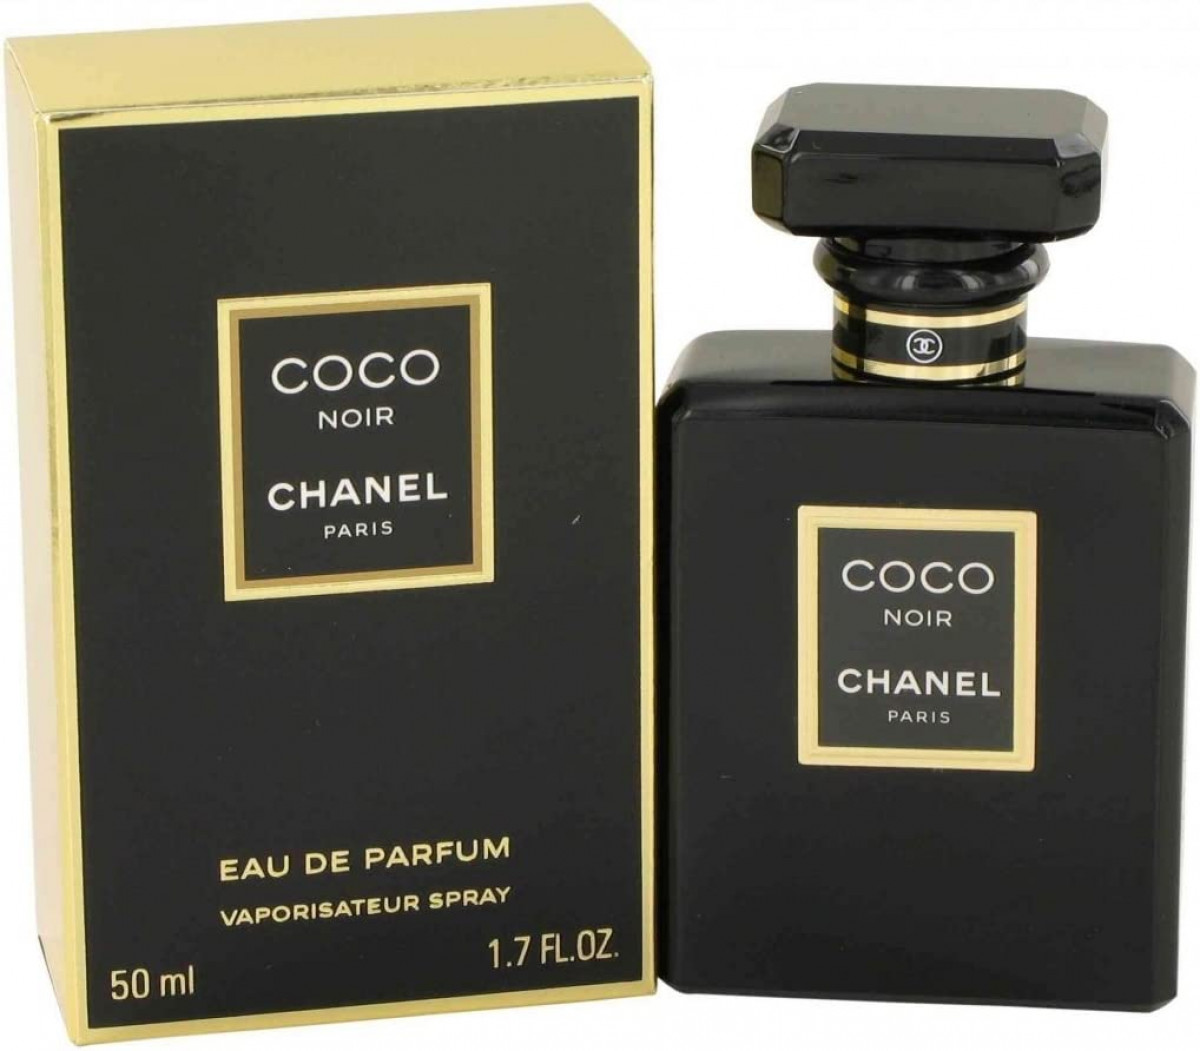 COCO
NOIR
CHANEL
PARIS
EAU DE PARFUM
VAPORISATEUR SPRAY
50 ml
1.7 FL.OZ.
COCO
NOIR
CHANEL
PARIS